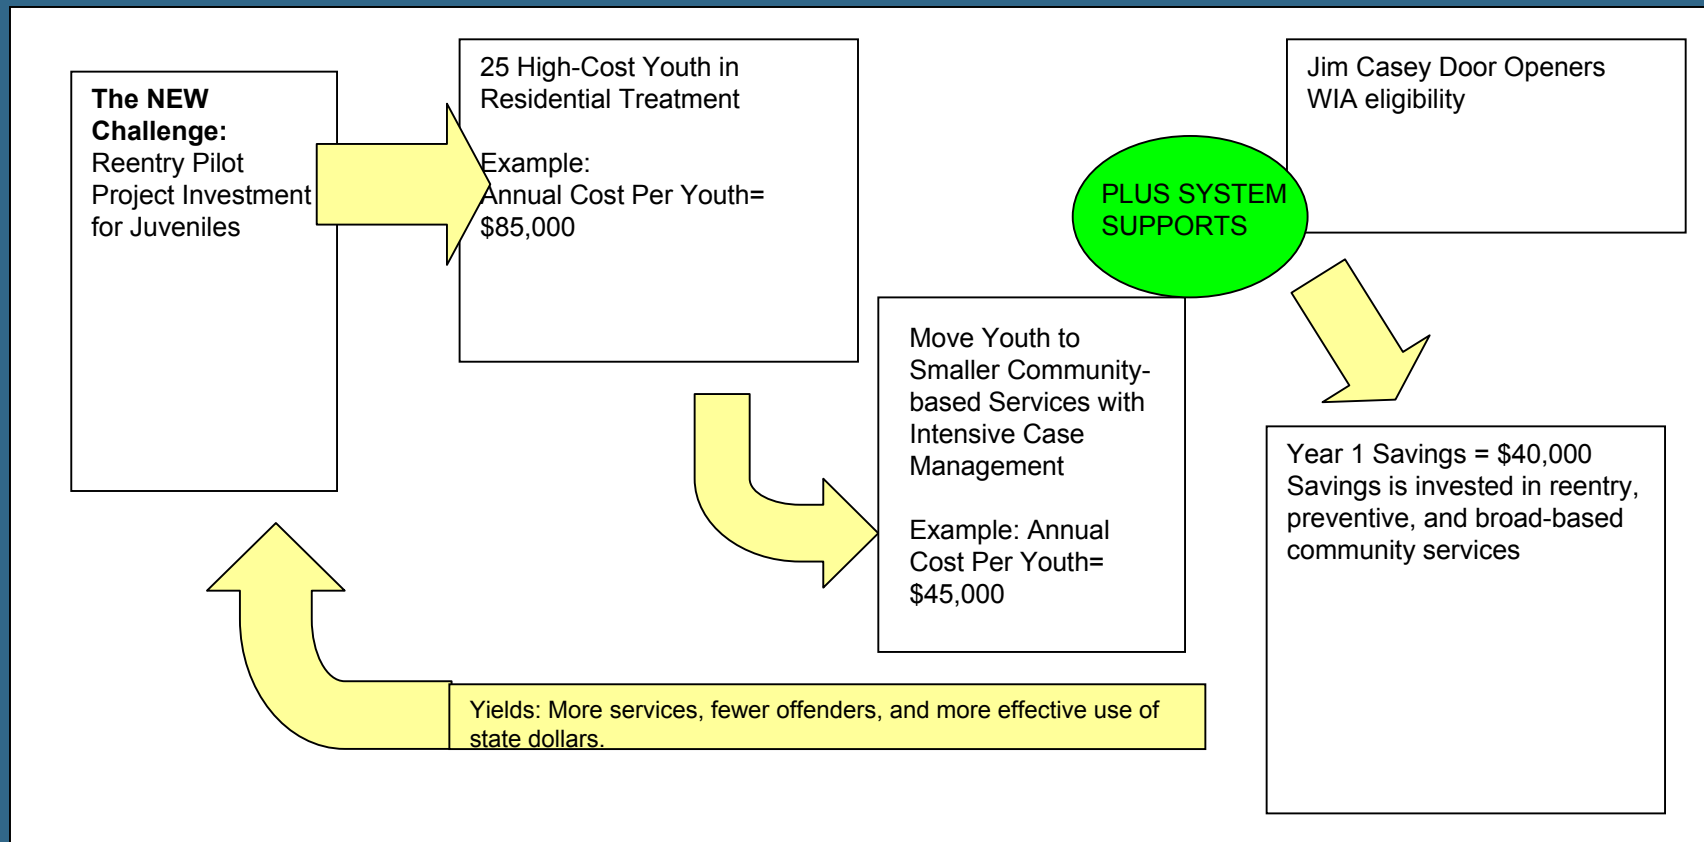 The NEW
Challenge:
Reentry Pilot
Project Investment
for Juveniles
25 High-Cost Youth in
Residential Treatment
Example:
Annual Cost Per Youth=
$85,000
Move Youth to
Smaller Community-
based Services with
Intensive Case
Management
Example: Annual
Cost Per Youth=
$45,000
PLUS SYSTEM
SUPPORTS
Jim Casey Door Openers
WIA eligibility
Year 1 Savings = $40,000
Savings is invested in reentry,
preventive, and broad-based
community services
Yields: More services, fewer offenders, and more effective use of
state dollars.